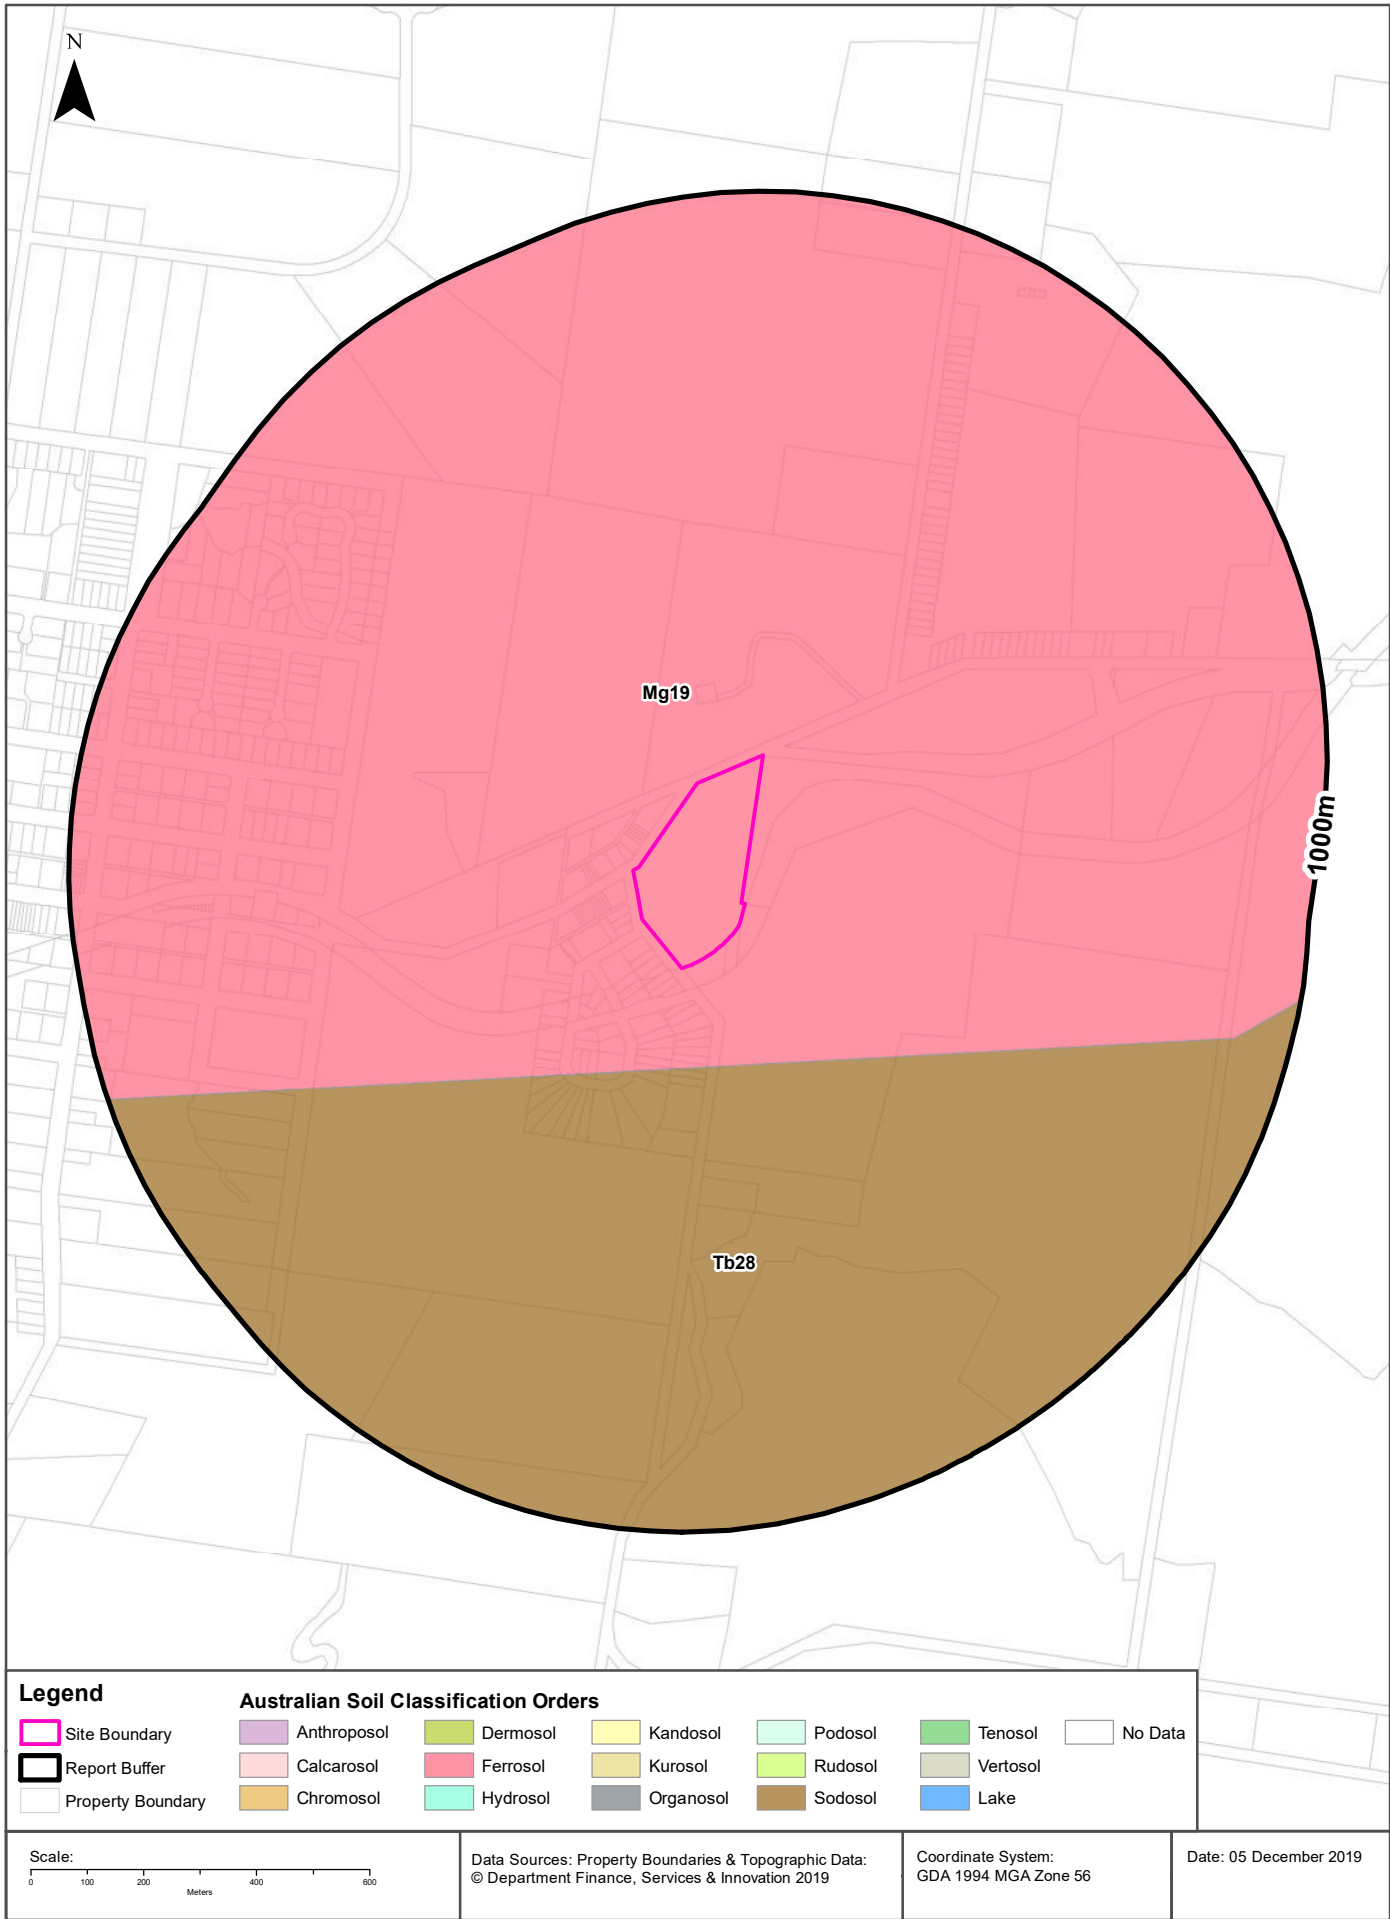 N
Mg19
1000m
Tb28
Legend
Site Boundary
Report Buffer
Property Boundary
Australian Soil Classification Orders
Anthroposol
Calcarosol
Chromosol
Dermosol
Ferrosol
Hydrosol
Kandosol
Kurosol
Organosol
Podosol
Rudosol
Sodosol
Tenosol
Vertosol
Lake
No Data
Scale:
0 100 200 400 600
Meters
Data Sources: Property Boundaries & Topographic Data:
© Department Finance, Services & Innovation 2019
Coordinate System:
GDA 1994 MGA Zone 56
Date: 05 December 2019